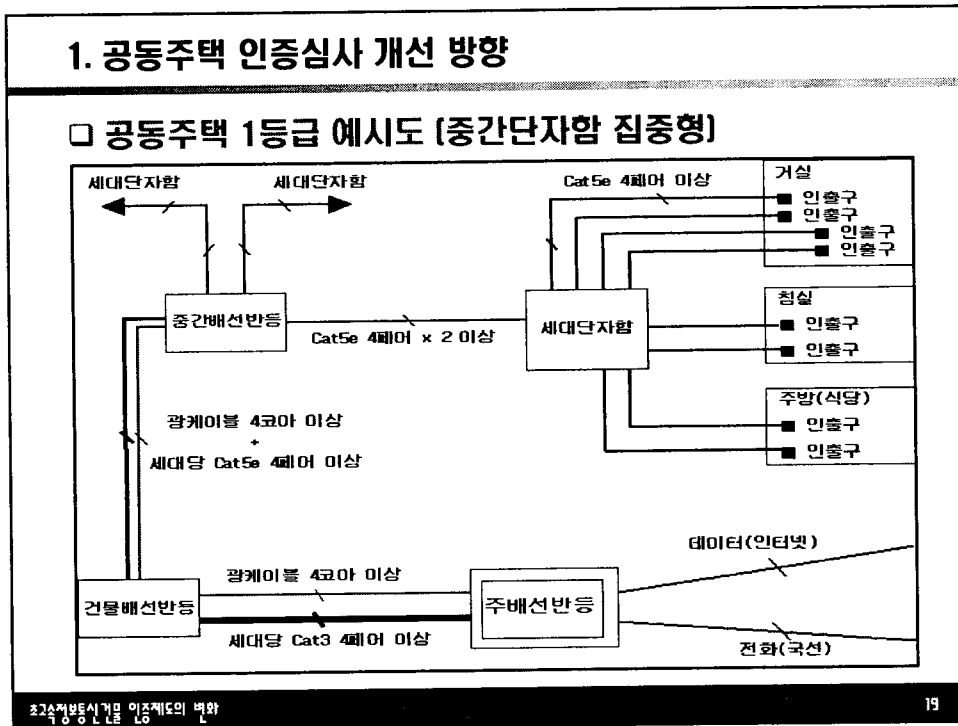 1. 공동주택 인증심사 개선 방향
□ 공동주택 1등급 예시도 [중간단자함 집중형]
세대단자함
세대단자함
Cat5e 4페어 이상
거실
인출구
인출구
인출구
인출구
중간배선반등
Cat5e 4페어 x 2 이상
세대단자함
침실
인출구
인출구
주방(식당)
인출구
인출구
광케이블 4코아 이상
+
세대당 Cat5e 4페어 이상
데이터(인터넷)
건물배선반등
광케이블 4코아 이상
주배선반등
세대당 Cat3 4페어 이상
전화(국선)
초고속정보통신건물 인증제도의 변화
19